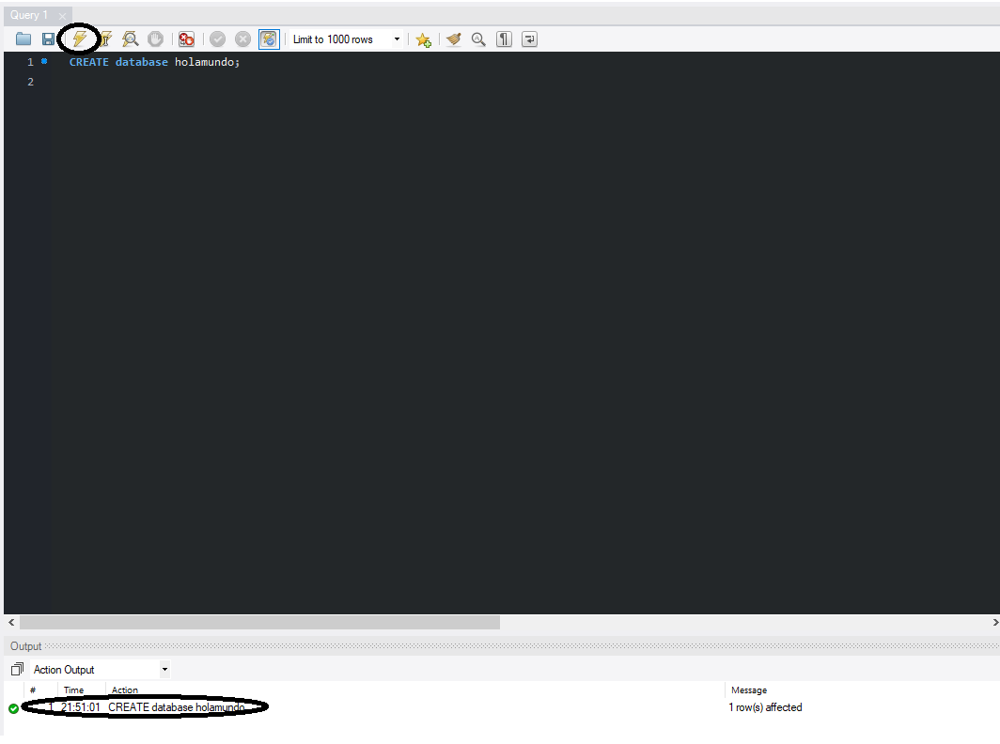 Query 1
Limit to 1000 rows
1 CREATE database holamundo;
2
Output
Action Output
# Time Action Message
1 21:51:01 CREATE database holamundo 1 row(s) affected